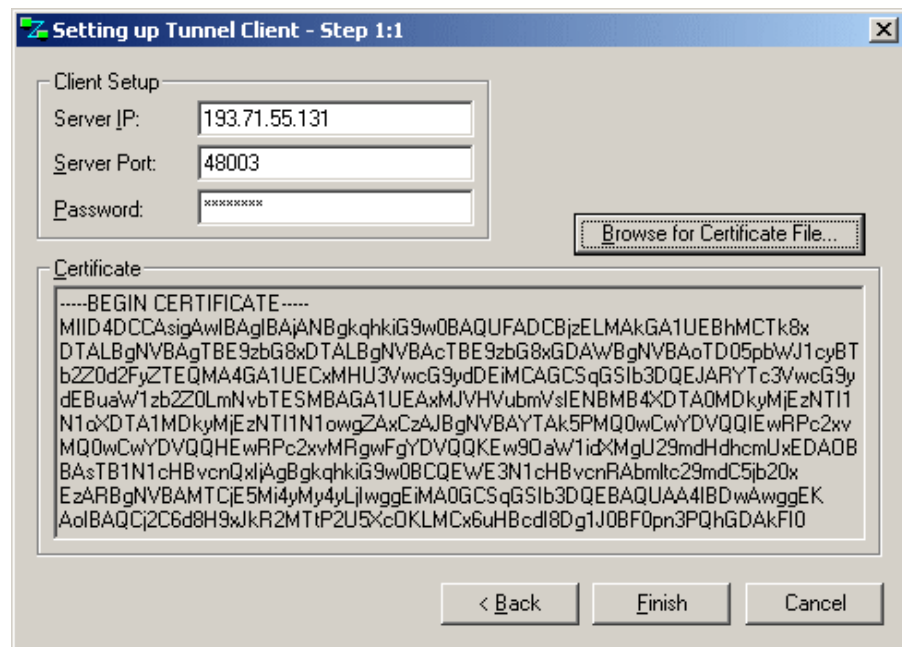 Setting up Tunnel Client - Step 1:1
Client Setup
Server IP: 193.71.55.131
Server Port: 48003
Password: ********
Browse for Certificate File...
Certificate
-----BEGIN CERTIFICATE-----
MIID4DCCAsigAwIBAgIBAjANBgkqhkiG9w0BAQUFADCBjzELMAkGA1UEBhMCTk8x
DTALBgNVBAgTBE9zbG8xDTALBgNVBAcTBE9zbG8xGDAWBgNVBAoTD05pbWJ1cyBT
b2Z0d2FyZTEQMA4GA1UECxMHU3VwcG9ydDEiMCAGCSqGSIb3DQEJARYTc3VwcG9y
dEBuaW1zb2Z0LmNvbTESMBAGA1UEAxMJVHVubmVsIENBMB4XDTA0MDkyMjEzNTI1
N1oXDTA1MDkyMjEzNTI1N1owgZAxCzAJBgNVBAYTAk5PMQ0wCwYDVQQIEwRPc2xv
MQ0wCwYDVQQHEwRPc2xvMRgwFgYDVQQKEw9OaW1idXMgU29mdHdhcmUxEDAOB
BAsTB1N1cHBvcnQxIjAgBgkqhkiG9w0BCQEWE3N1cHBvcnRAbmltc29mdC5jb20x
EzARBgNVBAMTCjE5Mi4yMy4yLjIwggEiMA0GCSqGSIb3DQEBAQUAA4IBDwAwggEK
AoIBAQCj2C6d8H9xJkR2MTtP2U5XcOKLMCx6uHBcdI8Dg1J0BF0pn3PQhGDAkFI0
< Back
Finish
Cancel